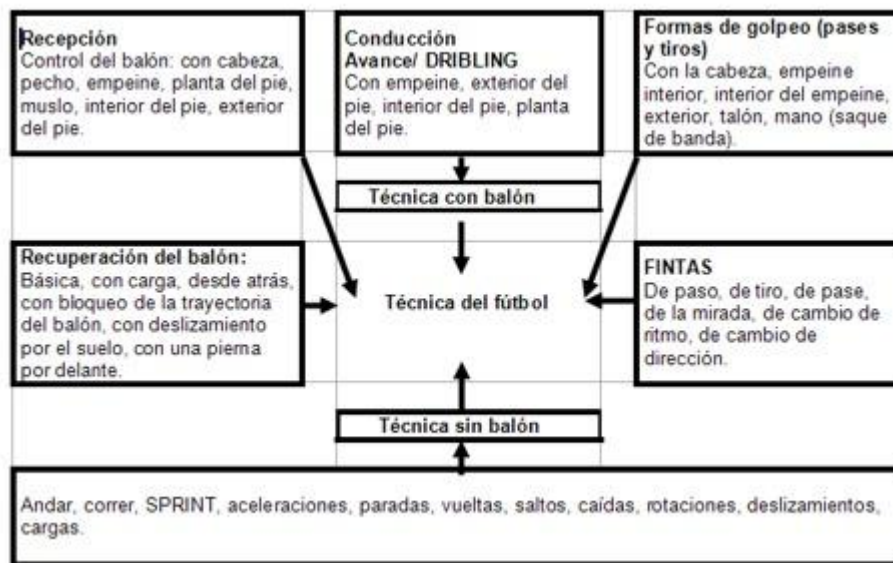 Recepción
Control del balón: con cabeza,
pecho, empeine, planta del pie,
muslo, interior del pie, exterior
del pie.
Conducción
Avance/ DRIBLING
Con empeine, exterior del
pie, interior del pie, planta
del pie.
Formas de golpeo (pases
y tiros)
Con la cabeza, empeine
interior, interior del empeine,
exterior, talón, mano (saque
de banda).
Técnica con balón
Recuperación del balón:
Básica, con carga, desde atrás,
con bloqueo de la trayectoria
del balón, con deslizamiento
por el suelo, con una pierna
por delante.
Técnica del fútbol
FINTAS
De paso, de tiro, de pase,
de la mirada, de cambio de
ritmo, de cambio de
dirección.
Técnica sin balón
Andar, correr, SPRINT, aceleraciones, paradas, vueltas, saltos, caídas, rotaciones, deslizamientos,
cargas.